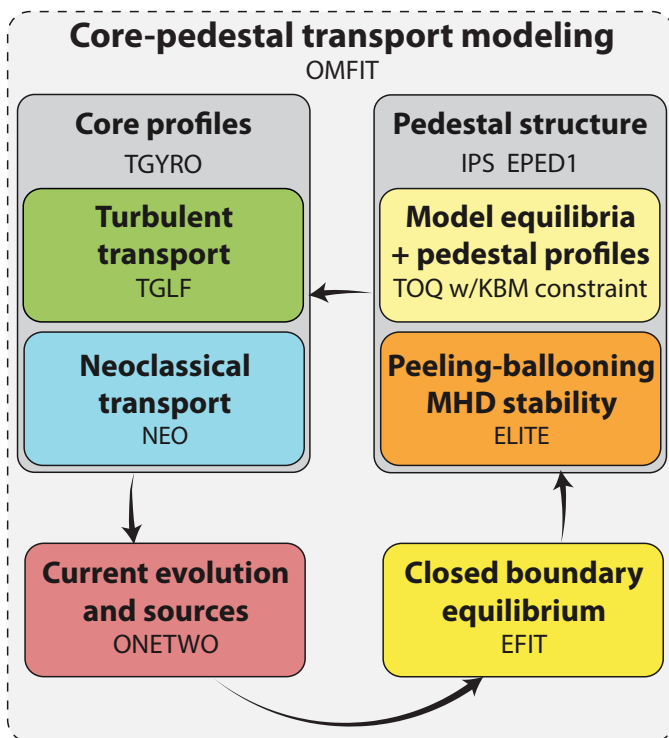 Core-pedestal transport modeling
OMFIT
Core profiles
TGYRO
Turbulent
transport
TGLF
Neoclassical
transport
NEO
Pedestal structure
IPS EPED1
Model equilibria
+ pedestal profiles
TOQ w/KBM constraint
Peeling-ballooning
MHD stability
ELITE
Current evolution
and sources
ONETWO
Closed boundary
equilibrium
EFIT